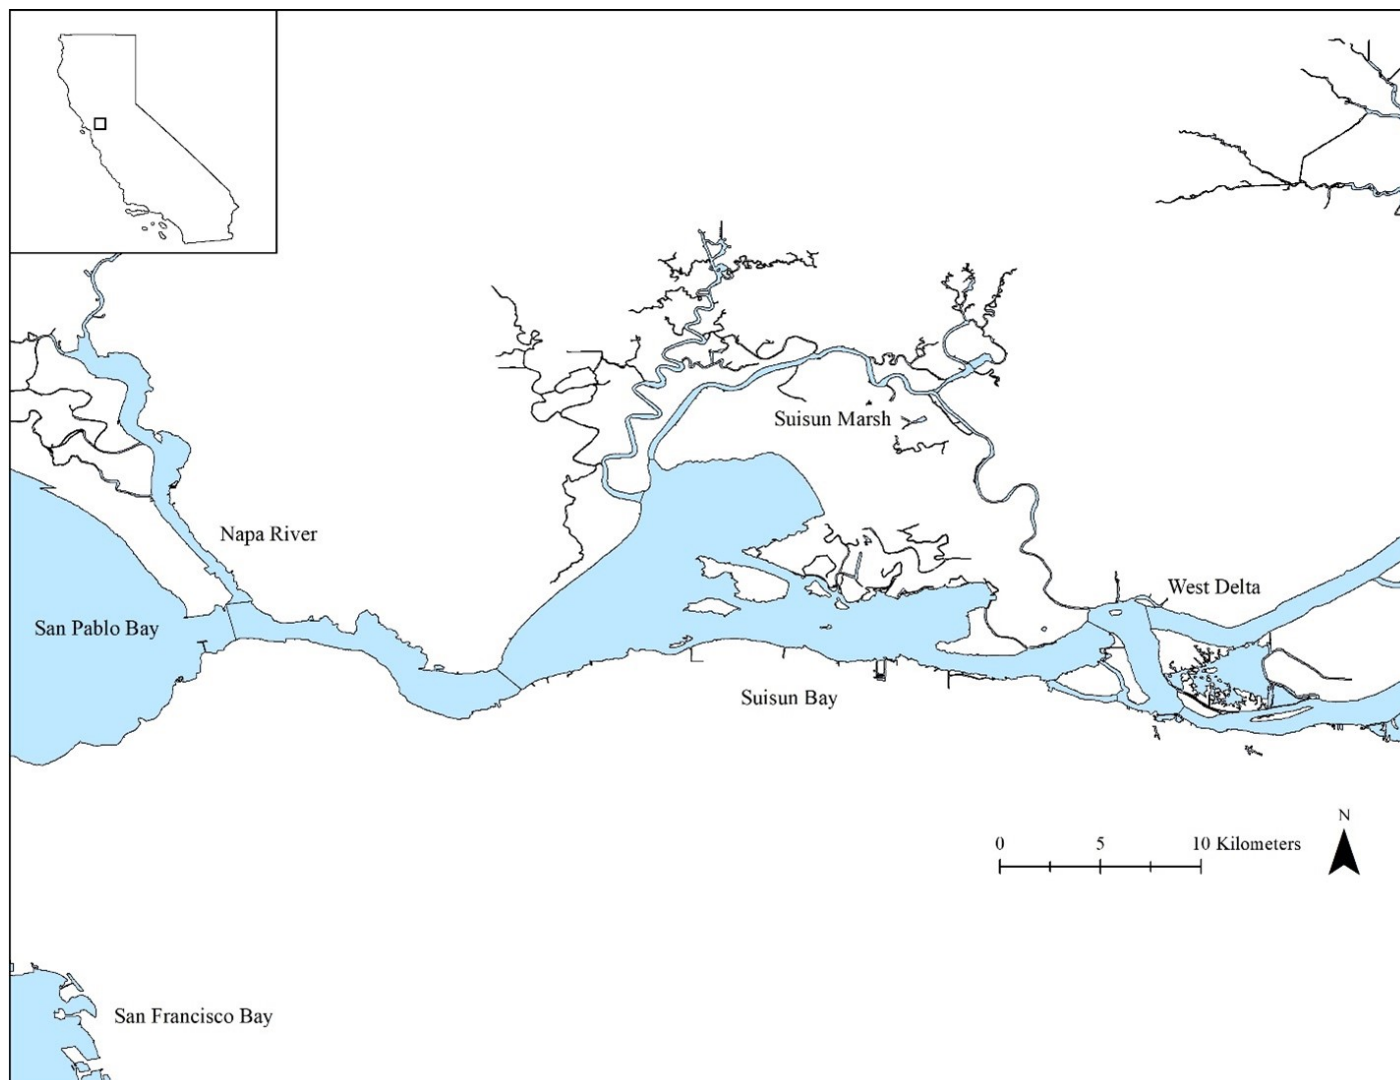 Suisun Marsh
Napa River
West Delta
San Pablo Bay
Suisun Bay
N
0 5 10 Kilometers
San Francisco Bay